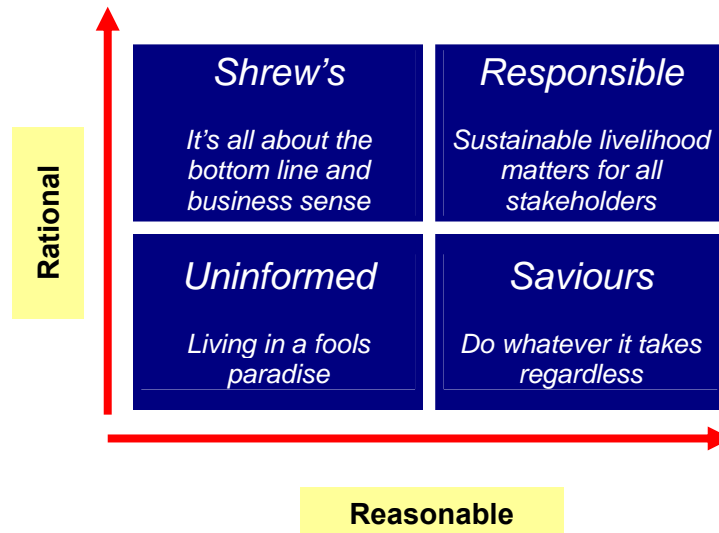 Shrew's
It's all about the
bottom line and
business sense
Responsible
Sustainable livelihood
matters for all
stakeholders
Rational
Uninformed
Living in a fools
paradise
Saviours
Do whatever it takes
regardless
Reasonable